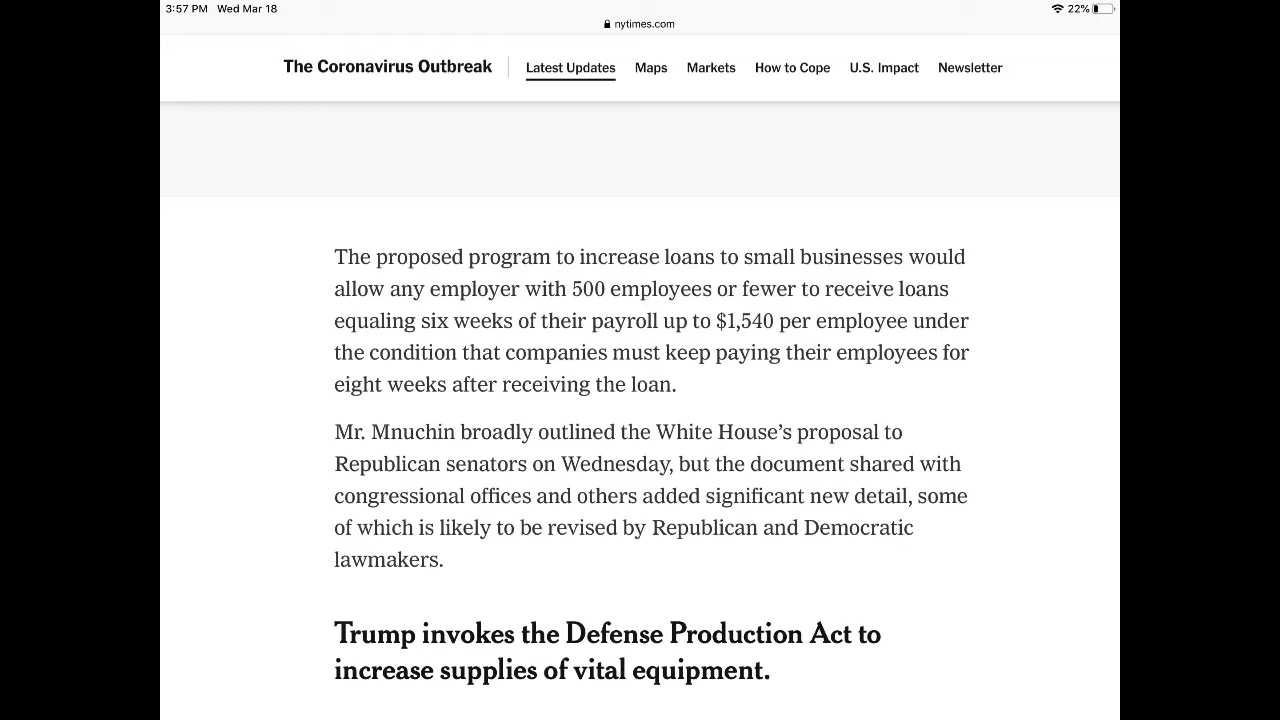 3:57 PM Wed Mar 18
22%
nytimes.com
The Coronavirus Outbreak Latest Updates Maps Markets How to Cope U.S. Impact Newsletter
The proposed program to increase loans to small businesses would
allow any employer with 500 employees or fewer to receive loans
equaling six weeks of their payroll up to $1,540 per employee under
the condition that companies must keep paying their employees for
eight weeks after receiving the loan.
Mr. Mnuchin broadly outlined the White House’s proposal to
Republican senators on Wednesday, but the document shared with
congressional offices and others added significant new detail, some
of which is likely to be revised by Republican and Democratic
lawmakers.
Trump invokes the Defense Production Act to
increase supplies of vital equipment.